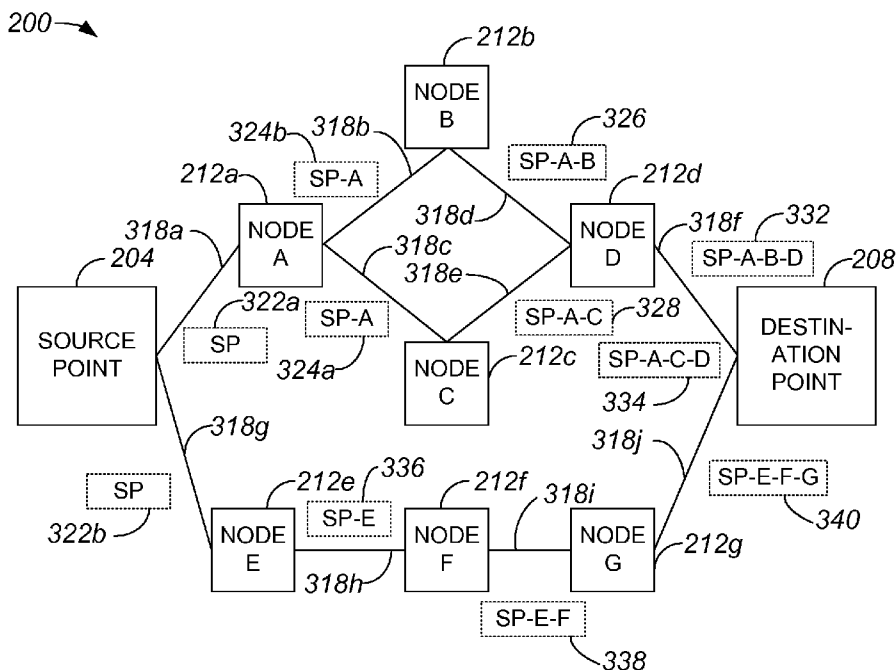 200
212b
NODE
B
324b
318b
326
SP-A-B
SP-A
212a
212d
318d
318f
332
318a
NODE
A
318c
NODE
D
SP-A-B-D
204
318e
208
322a
SP-A
SP-A-C
328
SOURCE
POINT
SP
324a
NODE
C
212c
SP-A-C-D
334
DESTIN-
ATION
POINT
318g
318j
SP
322b
212e
336
SP-E
212f
318i
SP-E-F-G
340
NODE
E
NODE
F
NODE
G
212g
318h
SP-E-F
338